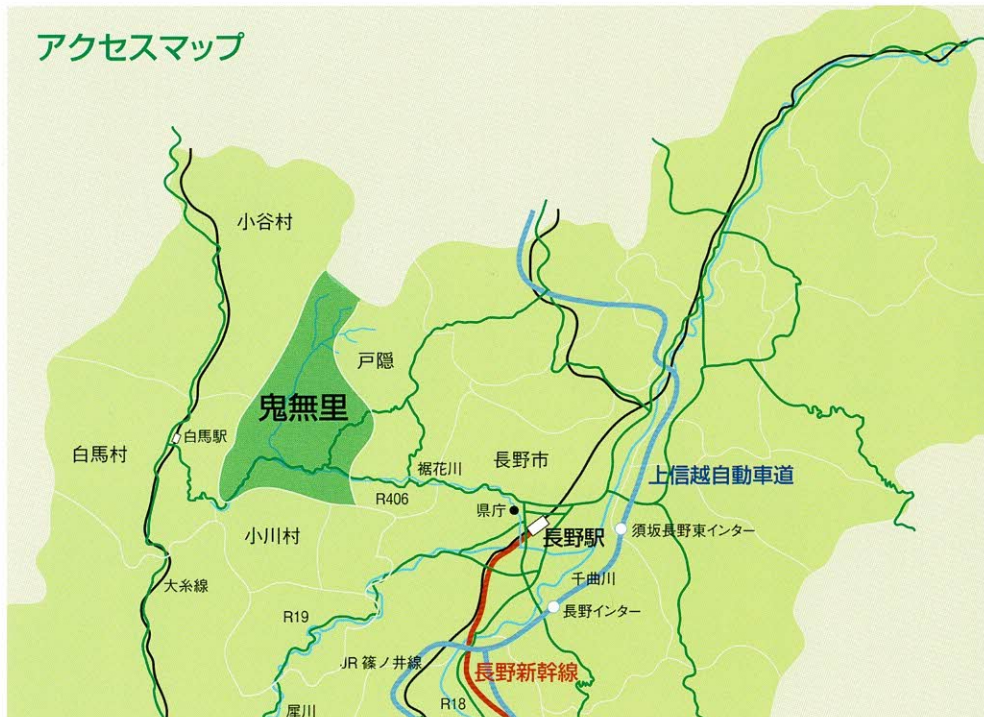 アクセスマップ
小谷村
戸隠
鬼無里
白馬駅
白馬村
裾花川
長野市
R406
県庁
上信越自動車道
小川村
長野駅
須坂長野東インター
大糸線
千曲川
長野インター
R19
JR篠ノ井線
長野新幹線
R18
犀川